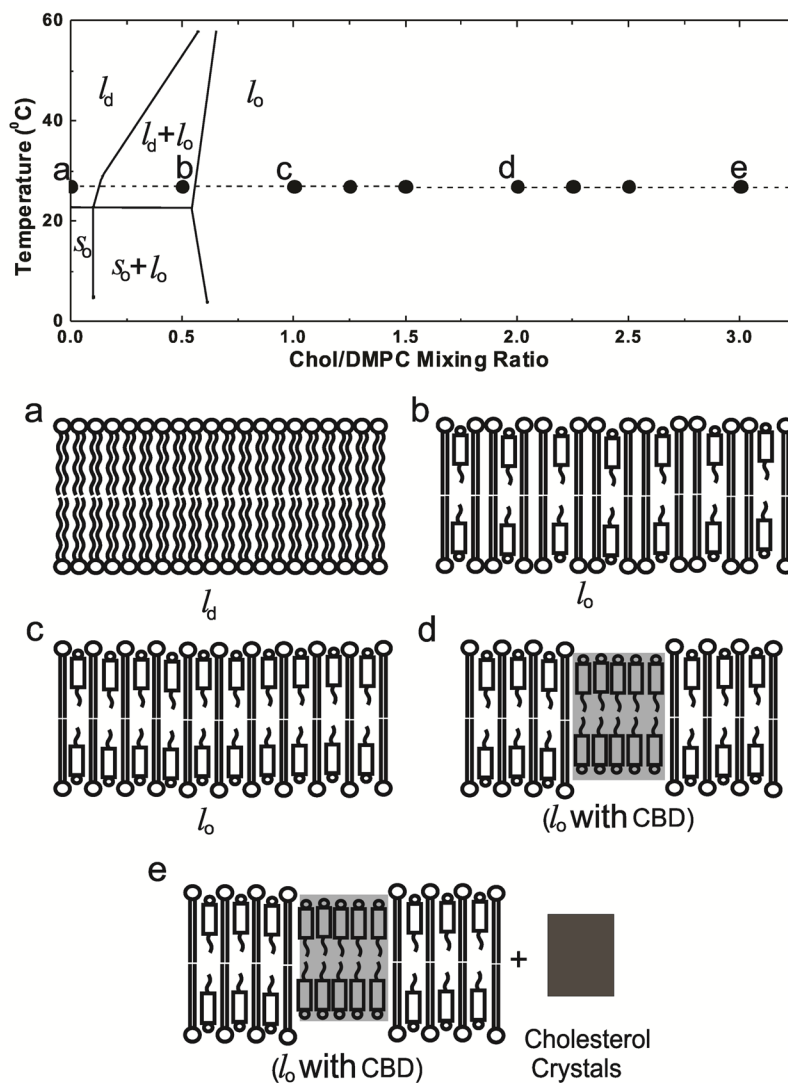 60
40
20
0
Temperature (⁰C)
l_d
l_d+l_o
l_o
a
b
c
d
e
s_o
s_o+l_o
0.0 0.5 1.0 1.5 2.0 2.5 3.0
Chol/DMPC Mixing Ratio
a
l_d
b
l_o
c
l_o
d
(l_o with CBD)
e
(l_o with CBD)
+
Cholesterol
Crystals